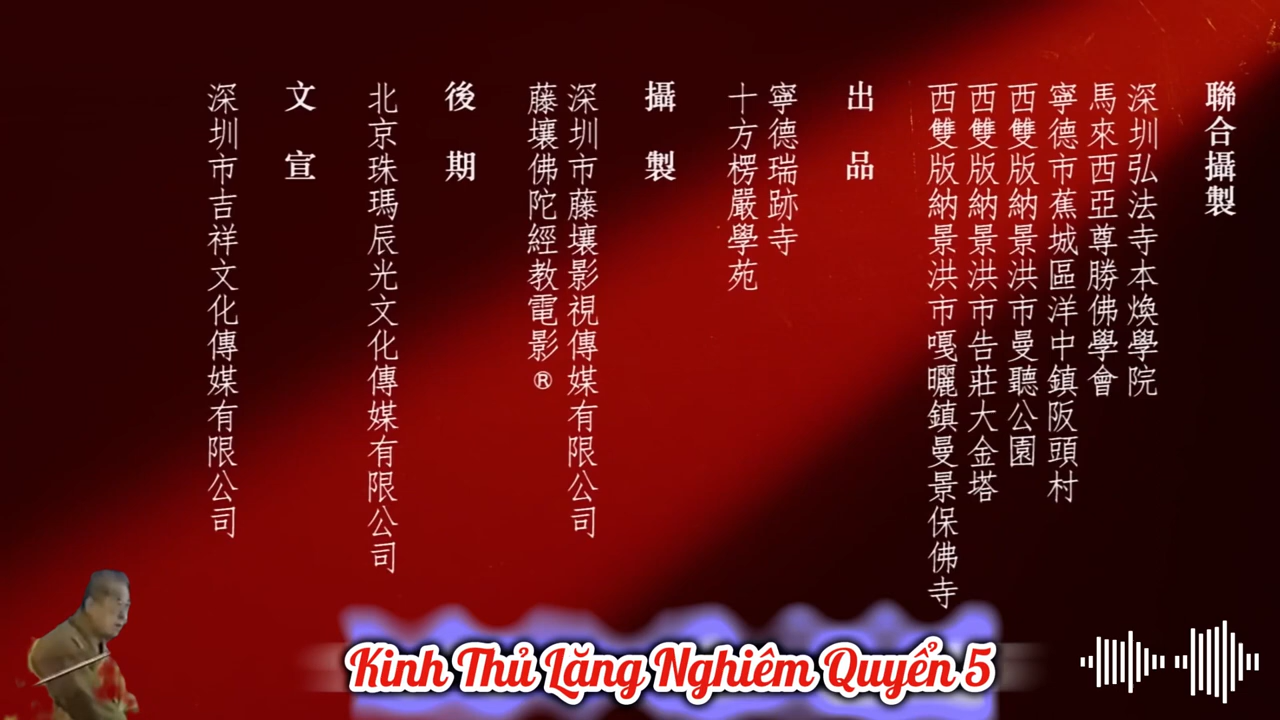 聯合攝製
深圳弘法寺本煥學院
馬來西亞尊勝佛學會
寧德市蕉城區洋中鎮阪頭村
西雙版納景洪市曼聽公園
西雙版納景洪市告莊大金塔
西雙版納景洪市嘎曬鎮曼景保佛寺
出品
寧德瑞跡寺
十方楞嚴學苑
攝製
深圳市藤壤影視傳媒有限公司
藤壤佛陀經教電影®
後期
北京珠瑪辰光文化傳媒有限公司
文宣
深圳市吉祥文化傳媒有限公司
Kinh Thủ Lăng Nghiêm Quyển 5